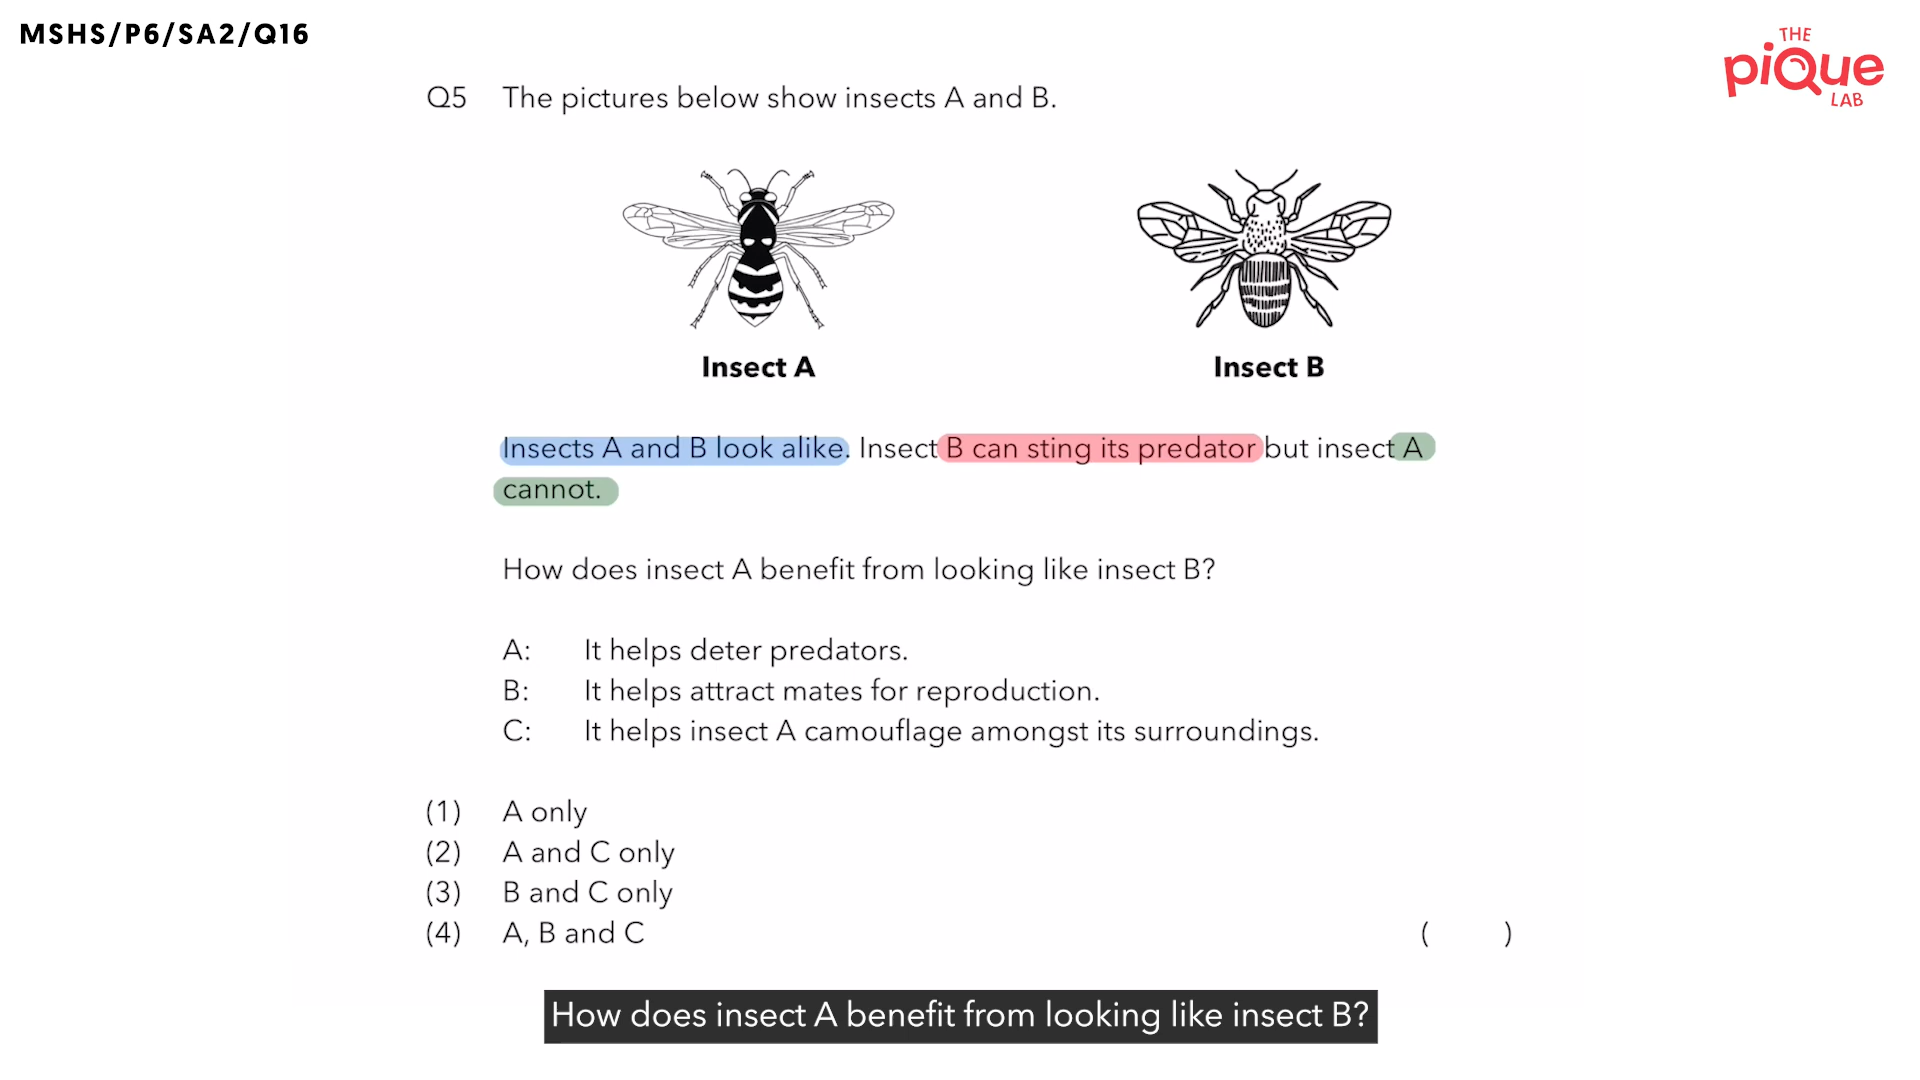 MSHS/P6/SA2/Q16
THE
piQue
LAB
Q5 The pictures below show insects A and B.
Insect A Insect B
Insects A and B look alike. Insect B can sting its predator but insect A
cannot.
How does insect A benefit from looking like insect B?
A: It helps deter predators.
B: It helps attract mates for reproduction.
C: It helps insect A camouflage amongst its surroundings.
(1) A only
(2) A and C only
(3) B and C only
(4) A, B and C ( )
How does insect A benefit from looking like insect B?